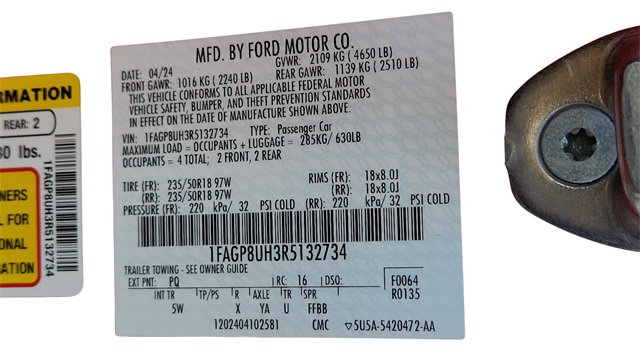 RMATION
REAR: 2
30 lbs.
NERS
L FOR
ONAL
ATION
1FAGP8UH3R5132734
MFD. BY FORD MOTOR CO.
DATE: 04/24 GVWR: 2109 KG ( 4650 LB)
FRONT GAWR: 1016 KG ( 2240 LB) REAR GAWR: 1139 KG ( 2510 LB)
THIS VEHICLE CONFORMS TO ALL APPLICABLE FEDERAL MOTOR
VEHICLE SAFETY, BUMPER, AND THEFT PREVENTION STANDARDS
IN EFFECT ON THE DATE OF MANUFACTURE SHOWN ABOVE.
VIN: 1FAGP8UH3R5132734 TYPE: Passenger Car
MAXIMUM LOAD = OCCUPANTS + LUGGAGE = 285KG/ 630LB
OCCUPANTS = 4 TOTAL; 2 FRONT, 2 REAR
TIRE (FR): 235/50R18 97W RIMS (FR): 18x8.0J
(RR): 235/50R18 97W (RR): 18x8.0J
PRESSURE (FR): 220 kPa/ 32 PSI COLD (RR): 220 kPa/ 32 PSI COLD
1FAGP8UH3R5132734
TRAILER TOWING - SEE OWNER GUIDE
EXT PNT: PQ RC: 16 DSO: F0064
R0135
INT TR TP/PS R AXLE TR SPR
5W X YA U FFBB
1202404102581 CMC ▽5U5A-5420472-AA